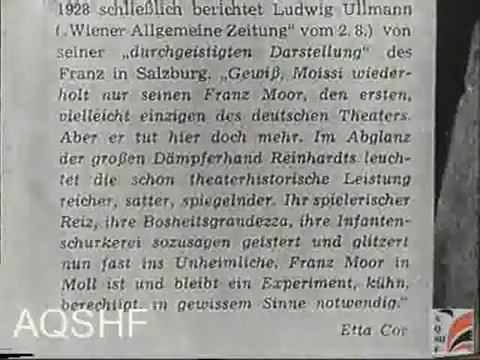 1928 schließlich berichtet Ludwig Ullmann
(„Wiener Allgemeine Zeitung“ vom 2. 8.) von
seiner „durchgeistigten Darstellung“ des
Franz in Salzburg. „Gewiß, Moissi wieder-
holt nur seinen Franz Moor, den ersten,
vielleicht einzigen des deutschen Theaters.
Aber er tut hier doch mehr. Im Abglanz
der großen Dämpferhand Reinhardts leuch-
tet die schon theaterhistorische Leistung
reicher, satter, spiegelnder. Ihr spielerischer
Reiz, ihre Bosheitsgrandezza, ihre Infanten-
schurkerei sozusagen geistert und glitzert
nun fast ins Unheimliche. Franz Moor in
Moll ist und bleibt ein Experiment, kühn,
berechtigt, in gewissem Sinne notwendig.“
Etta Cor
AQSHF
AQSHF